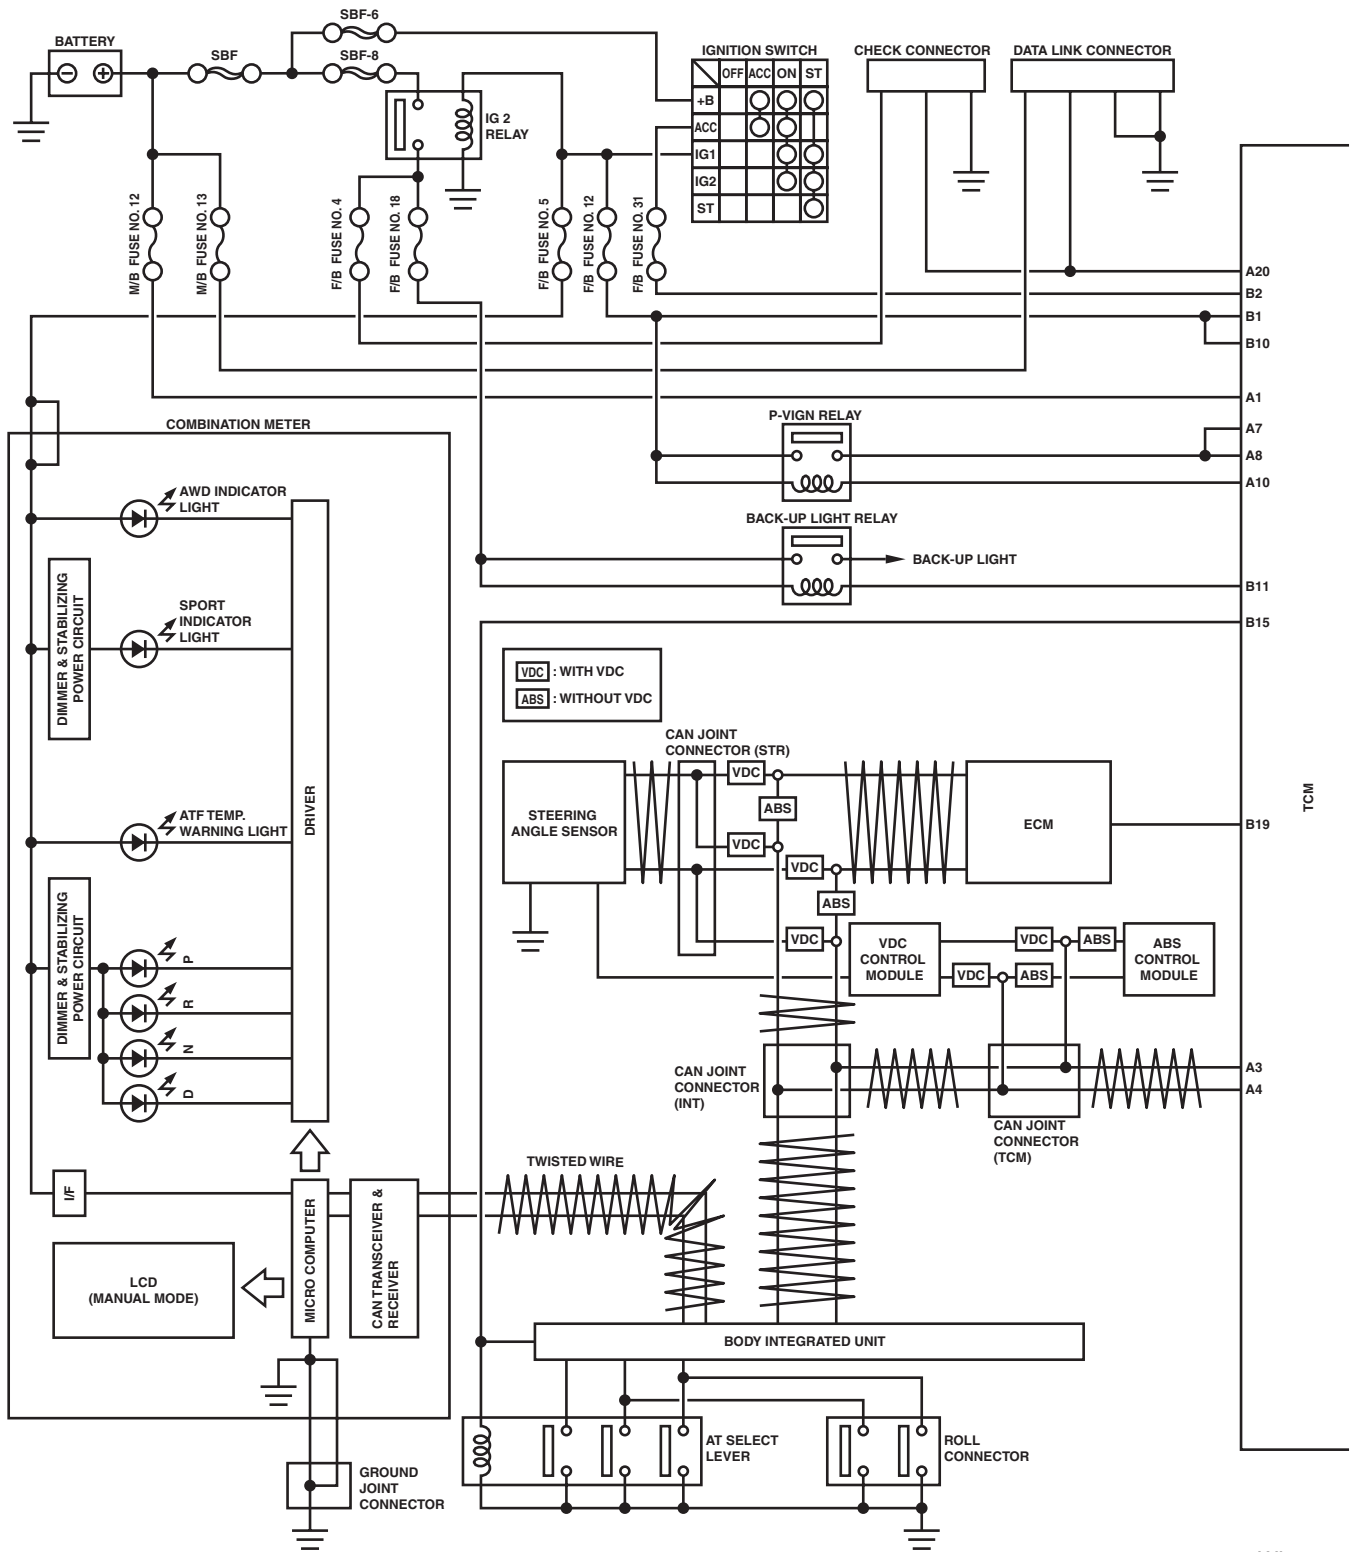 SBF-6
BATTERY
SBF
SBF-8
IG 2
RELAY
IGNITION SWITCH
OFF ACC ON ST
+B
ACC
IG1
IG2
ST
CHECK CONNECTOR
DATA LINK CONNECTOR
M/B FUSE NO. 12
M/B FUSE NO. 13
F/B FUSE NO. 4
F/B FUSE NO. 18
F/B FUSE NO. 5
F/B FUSE NO. 12
F/B FUSE NO. 31
A20
B2
B1
B10
A1
A7
A8
A10
B11
B15
B19
A3
A4
TCM
P-VIGN RELAY
BACK-UP LIGHT RELAY
BACK-UP LIGHT
COMBINATION METER
AWD INDICATOR
LIGHT
DIMMER & STABILIZING
POWER CIRCUIT
SPORT
INDICATOR
LIGHT
DRIVER
ATF TEMP.
WARNING LIGHT
DIMMER & STABILIZING
POWER CIRCUIT
P
R
N
D
I/F
MICRO COMPUTER
CAN TRANSCEIVER &
RECEIVER
LCD
(MANUAL MODE)
GROUND
JOINT
CONNECTOR
VDC : WITH VDC
ABS : WITHOUT VDC
CAN JOINT
CONNECTOR (STR)
STEERING
ANGLE SENSOR
VDC
ABS
VDC
VDC
ABS
VDC
ECM
VDC
CONTROL
MODULE
VDC
ABS
VDC
ABS
ABS
CONTROL
MODULE
CAN JOINT
CONNECTOR
(INT)
CAN JOINT
CONNECTOR
(TCM)
TWISTED WIRE
BODY INTEGRATED UNIT
AT SELECT
LEVER
ROLL
CONNECTOR